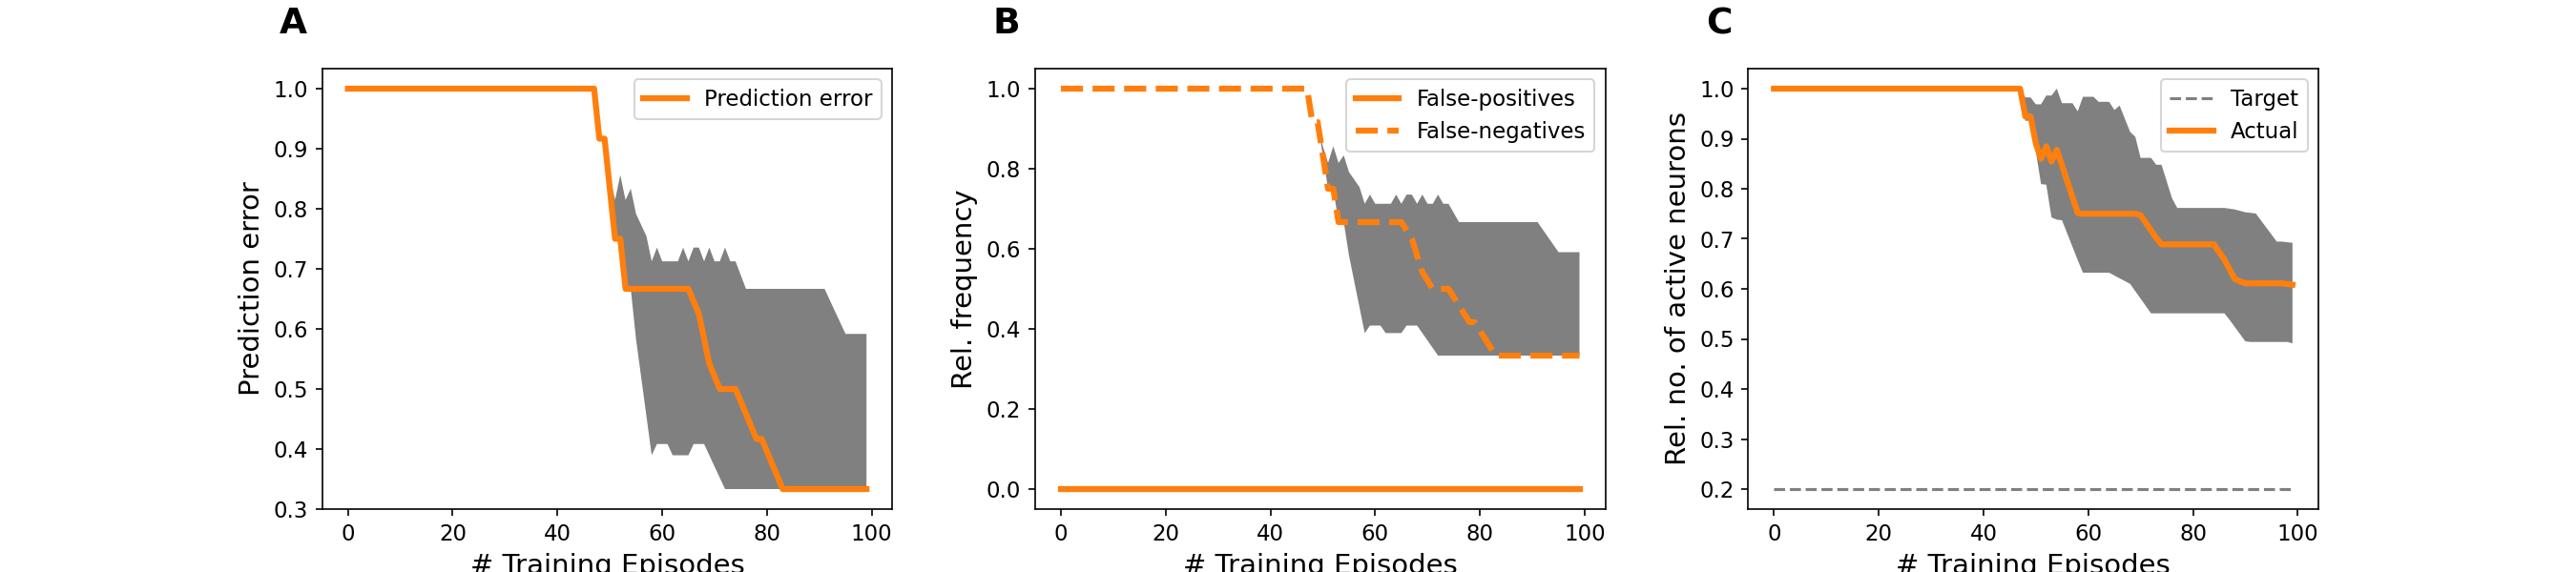 A
B
C
Prediction error
1.0
0.9
0.8
0.7
0.6
0.5
0.4
0.3
Prediction error
0
20
40
60
80
100
# Training Episodes
Rel. frequency
1.0
0.8
0.6
0.4
0.2
0.0
False-positives
False-negatives
0
20
40
60
80
100
# Training Episodes
Rel. no. of active neurons
1.0
0.9
0.8
0.7
0.6
0.5
0.4
0.3
0.2
Target
Actual
0
20
40
60
80
100
# Training Episodes